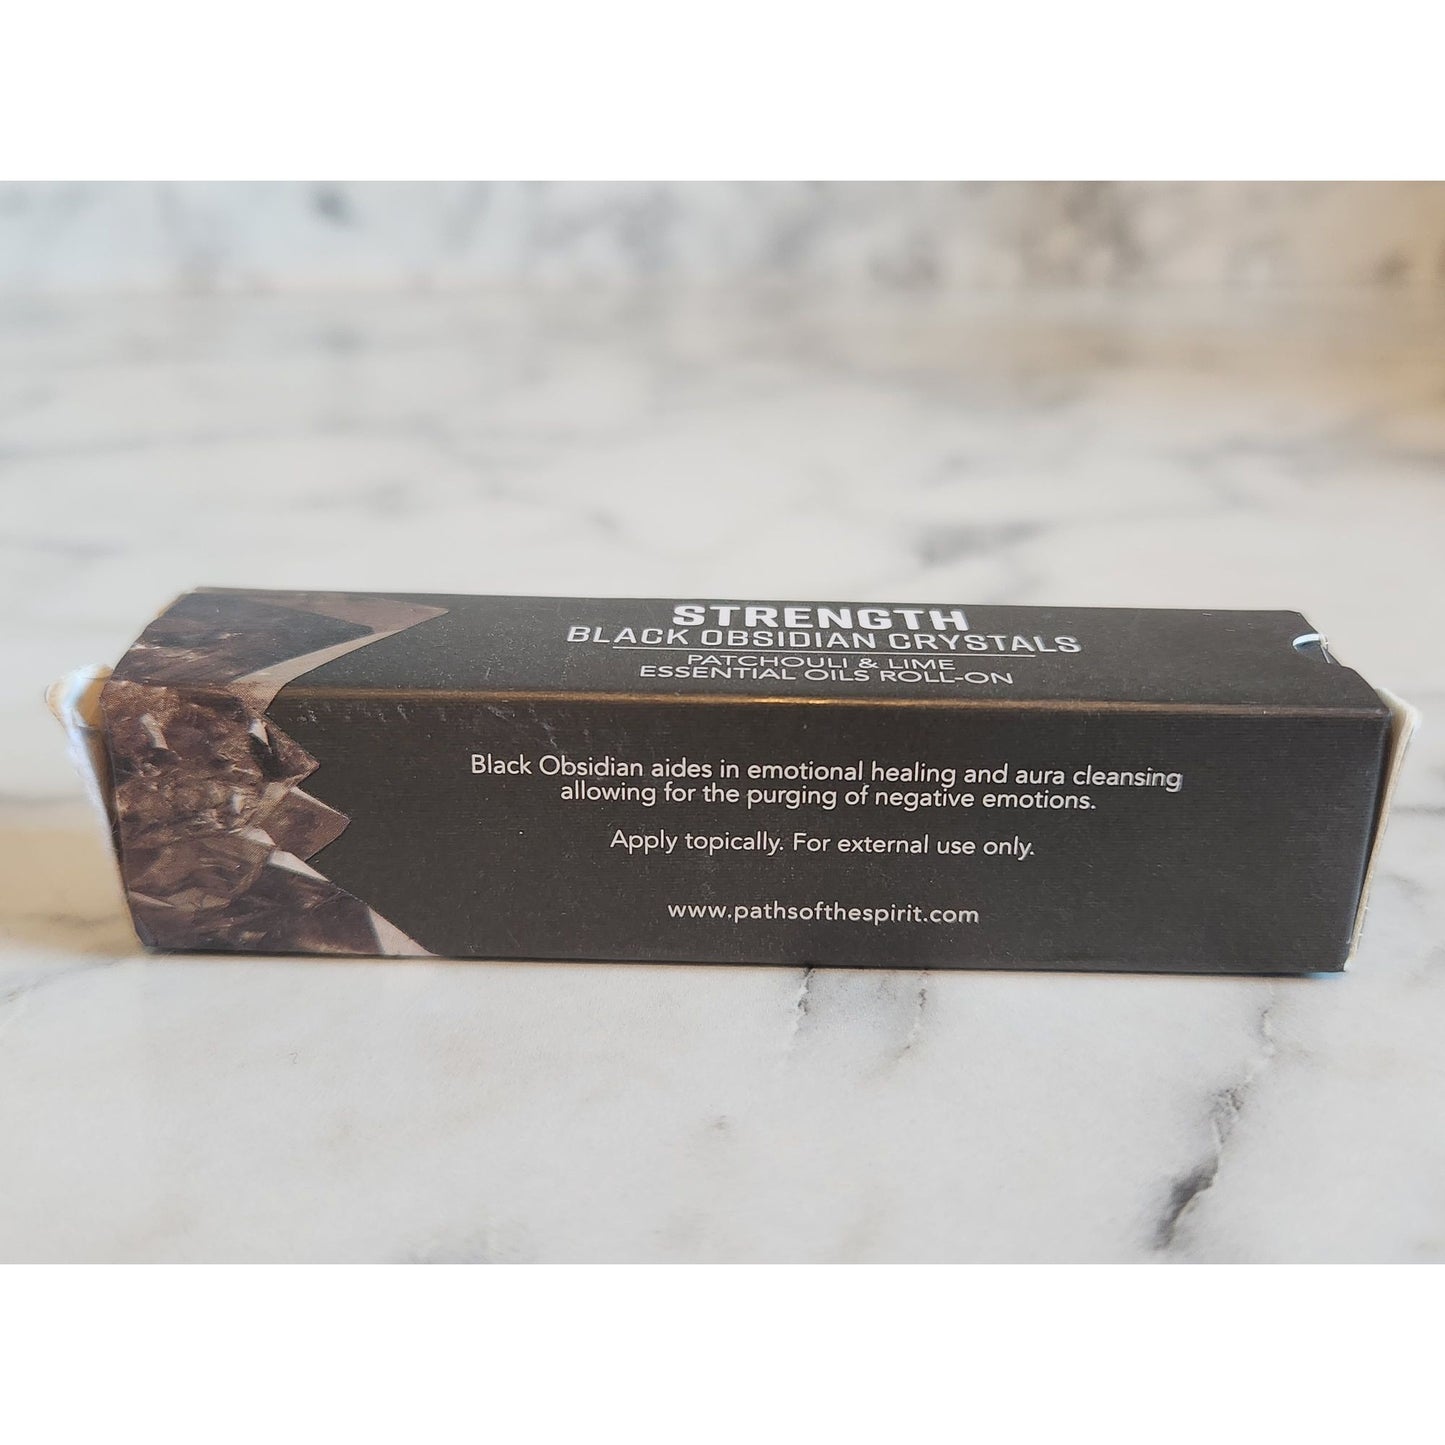 STRENGTH
BLACK OBSIDIAN CRYSTALS
PATCHOULI & LIME
ESSENTIAL OILS ROLL-ON
Black Obsidian aides in emotional healing and aura cleansing
allowing for the purging of negative emotions.
Apply topically. For external use only.
www.pathsofthespirit.com